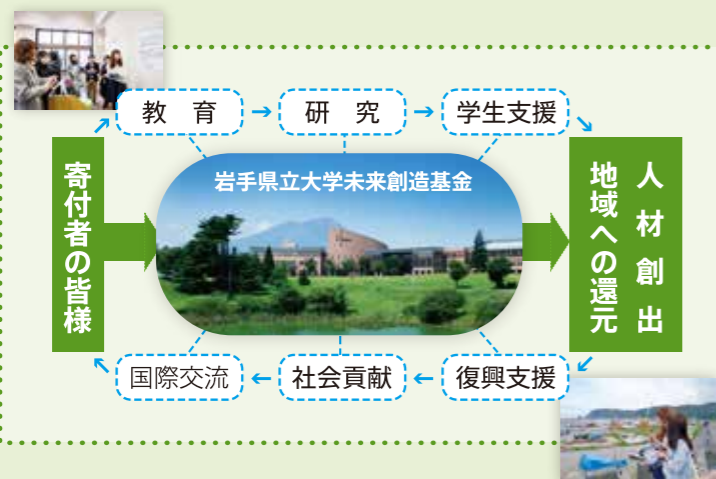 教 育
研 究
学生支援
岩手県立大学未来創造基金
寄付者の皆様
人材創出
地域への還元
国際交流
社会貢献
復興支援